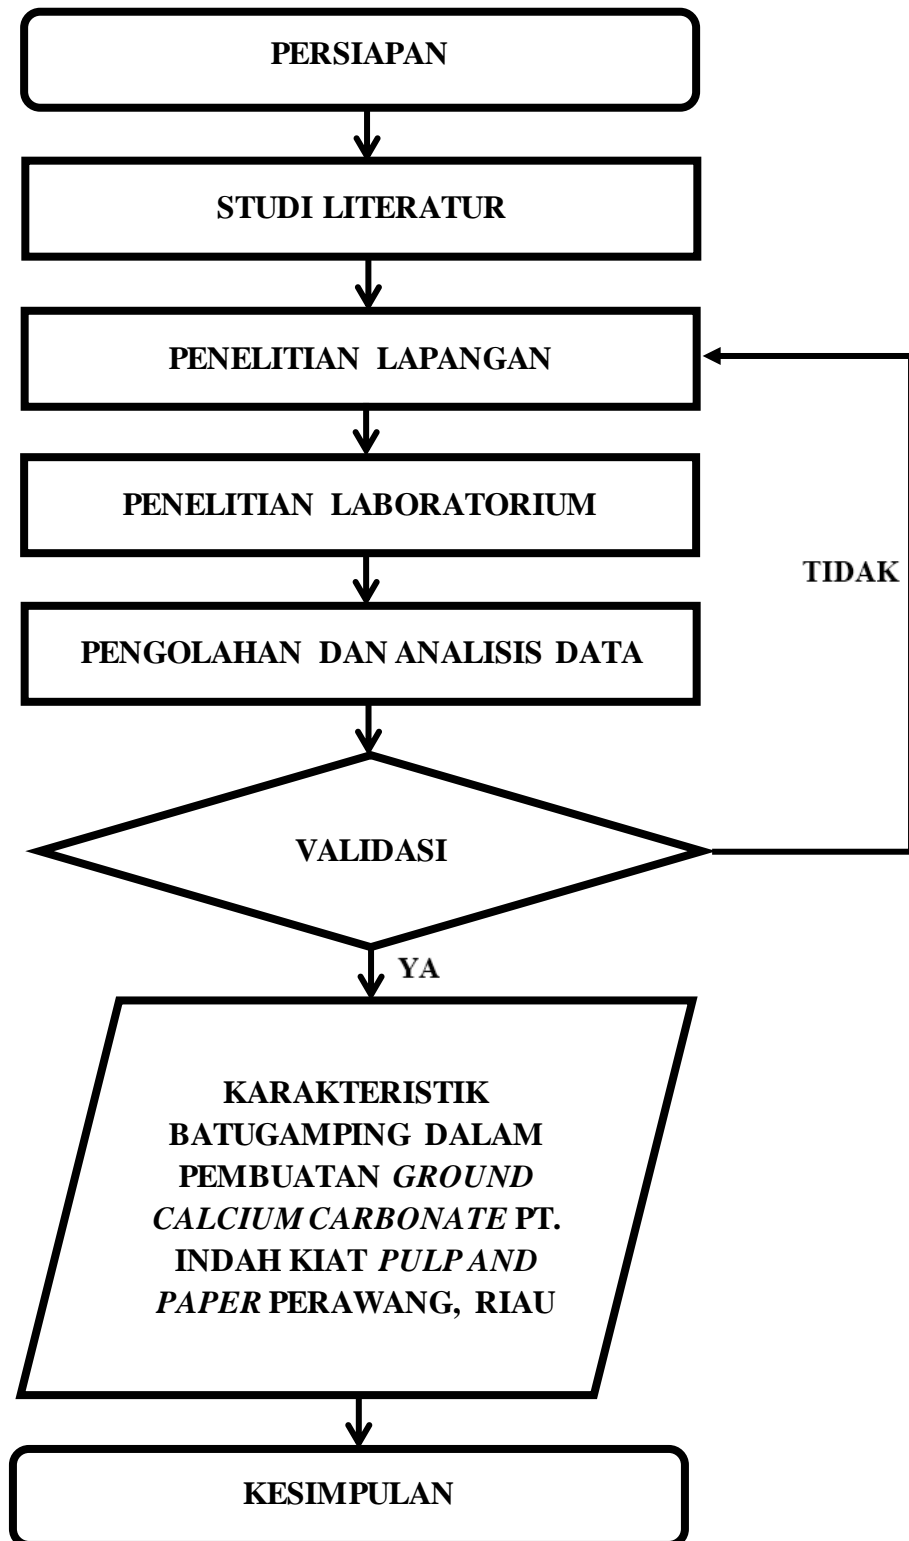 PERSIAPAN
STUDI LITERATUR
PENELITIAN LAPANGAN
PENELITIAN LABORATORIUM
TIDAK
PENGOLAHAN DAN ANALISIS DATA
VALIDASI
YA
KARAKTERISTIK
BATUGAMPING DALAM
PEMBUATAN GROUND
CALCIUM CARBONATE PT.
INDAH KIAT PULP AND
PAPER PERAWANG, RIAU
KESIMPULAN